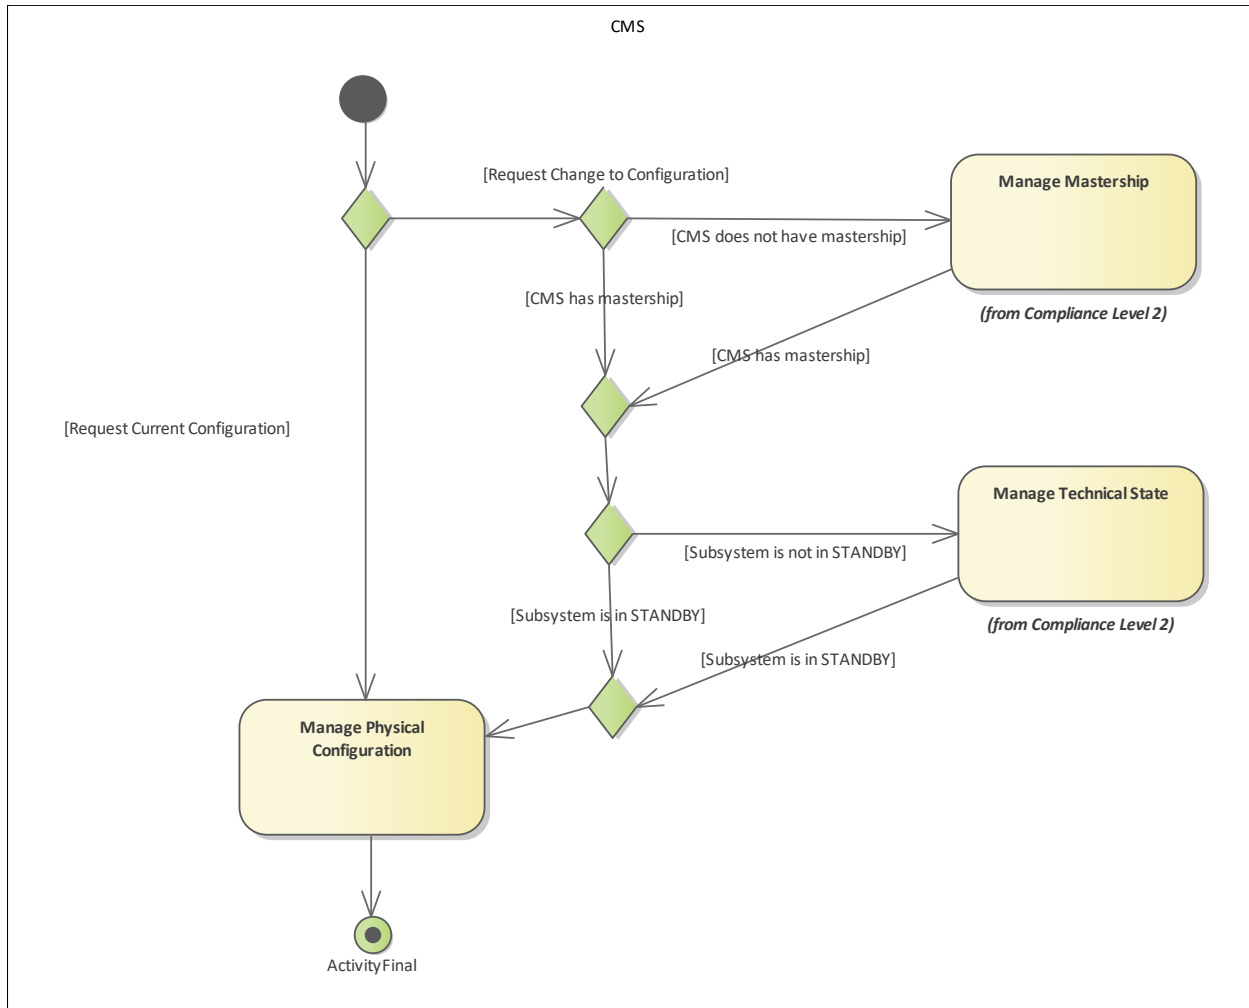 CMS
[Request Change to Configuration]
Manage Mastership
[CMS does not have mastership]
[CMS has mastership]
(from Compliance Level 2)
[CMS has mastership]
[Request Current Configuration]
Manage Technical State
[Subsystem is not in STANDBY]
[Subsystem is in STANDBY]
(from Compliance Level 2)
[Subsystem is in STANDBY]
Manage Physical
Configuration
ActivityFinal